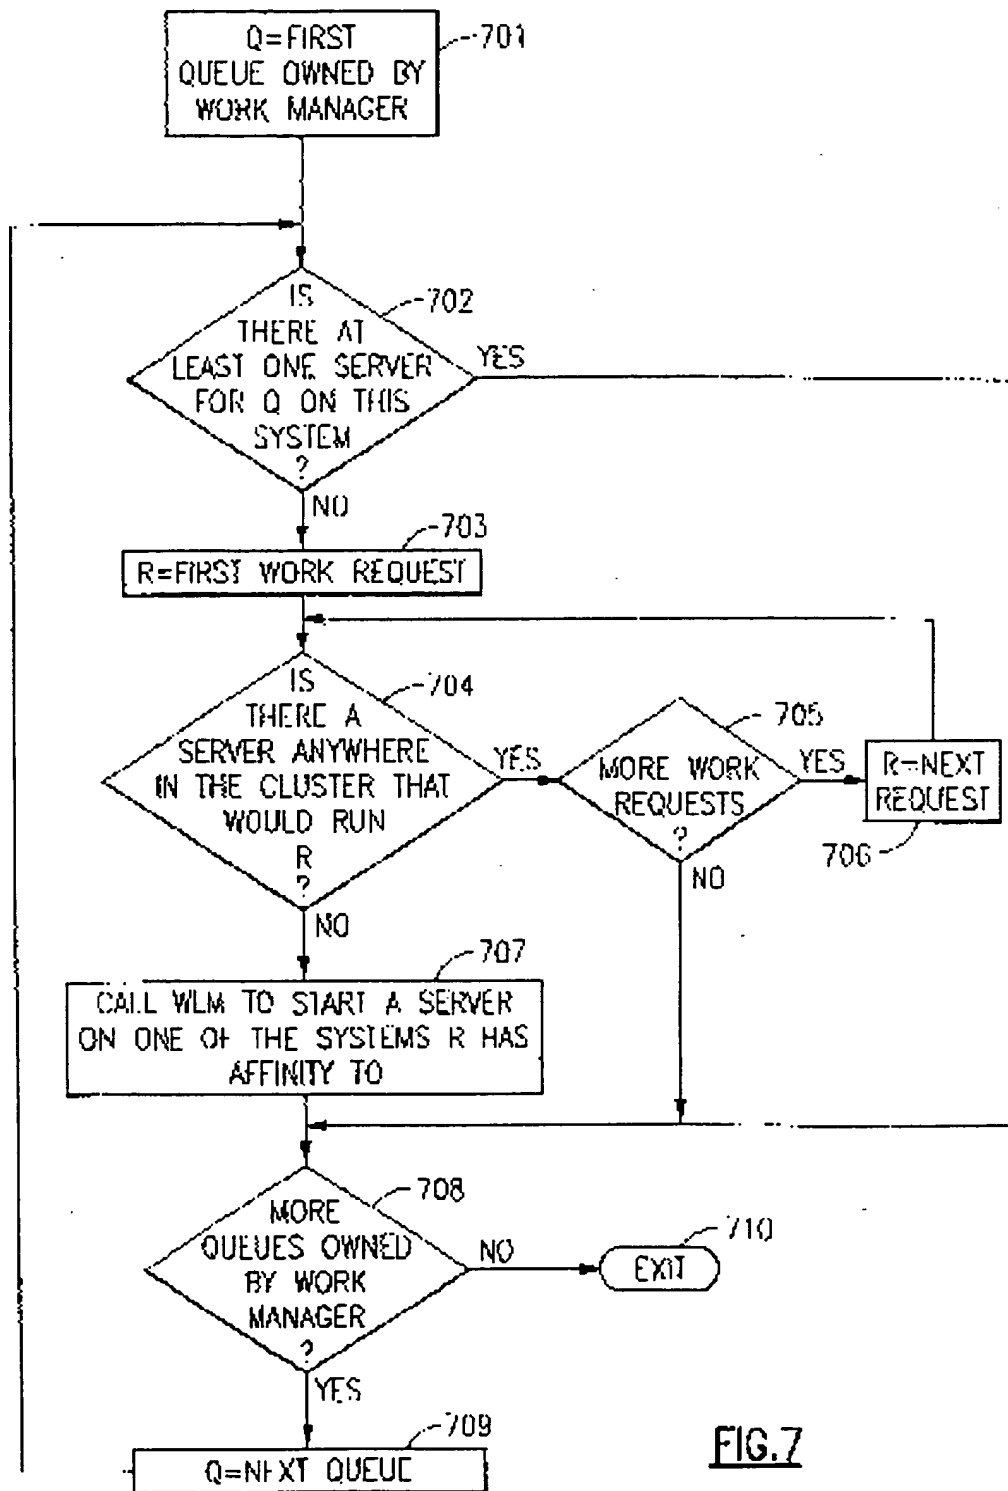 Q=FIRST
QUEUE OWNED BY
WORK MANAGER
701
IS
THERE AT
LEAST ONE SERVER
FOR Q ON THIS
SYSTEM
?
702
YES
NO
703
R=FIRST WORK REQUEST
IS
THERE A
SERVER ANYWHERE
IN THE CLUSTER THAT
WOULD RUN
R
?
704
YES
705
MORE WORK
REQUESTS
?
YES
R=NEXT
REQUEST
706
NO
NO
707
CALL WLM TO START A SERVER
ON ONE OF THE SYSTEMS R HAS
AFFINITY TO
708
MORE
QUEUES OWNED
BY WORK
MANAGER
?
NO
710
EXIT
YES
709
Q=NEXT QUEUE
FIG.7